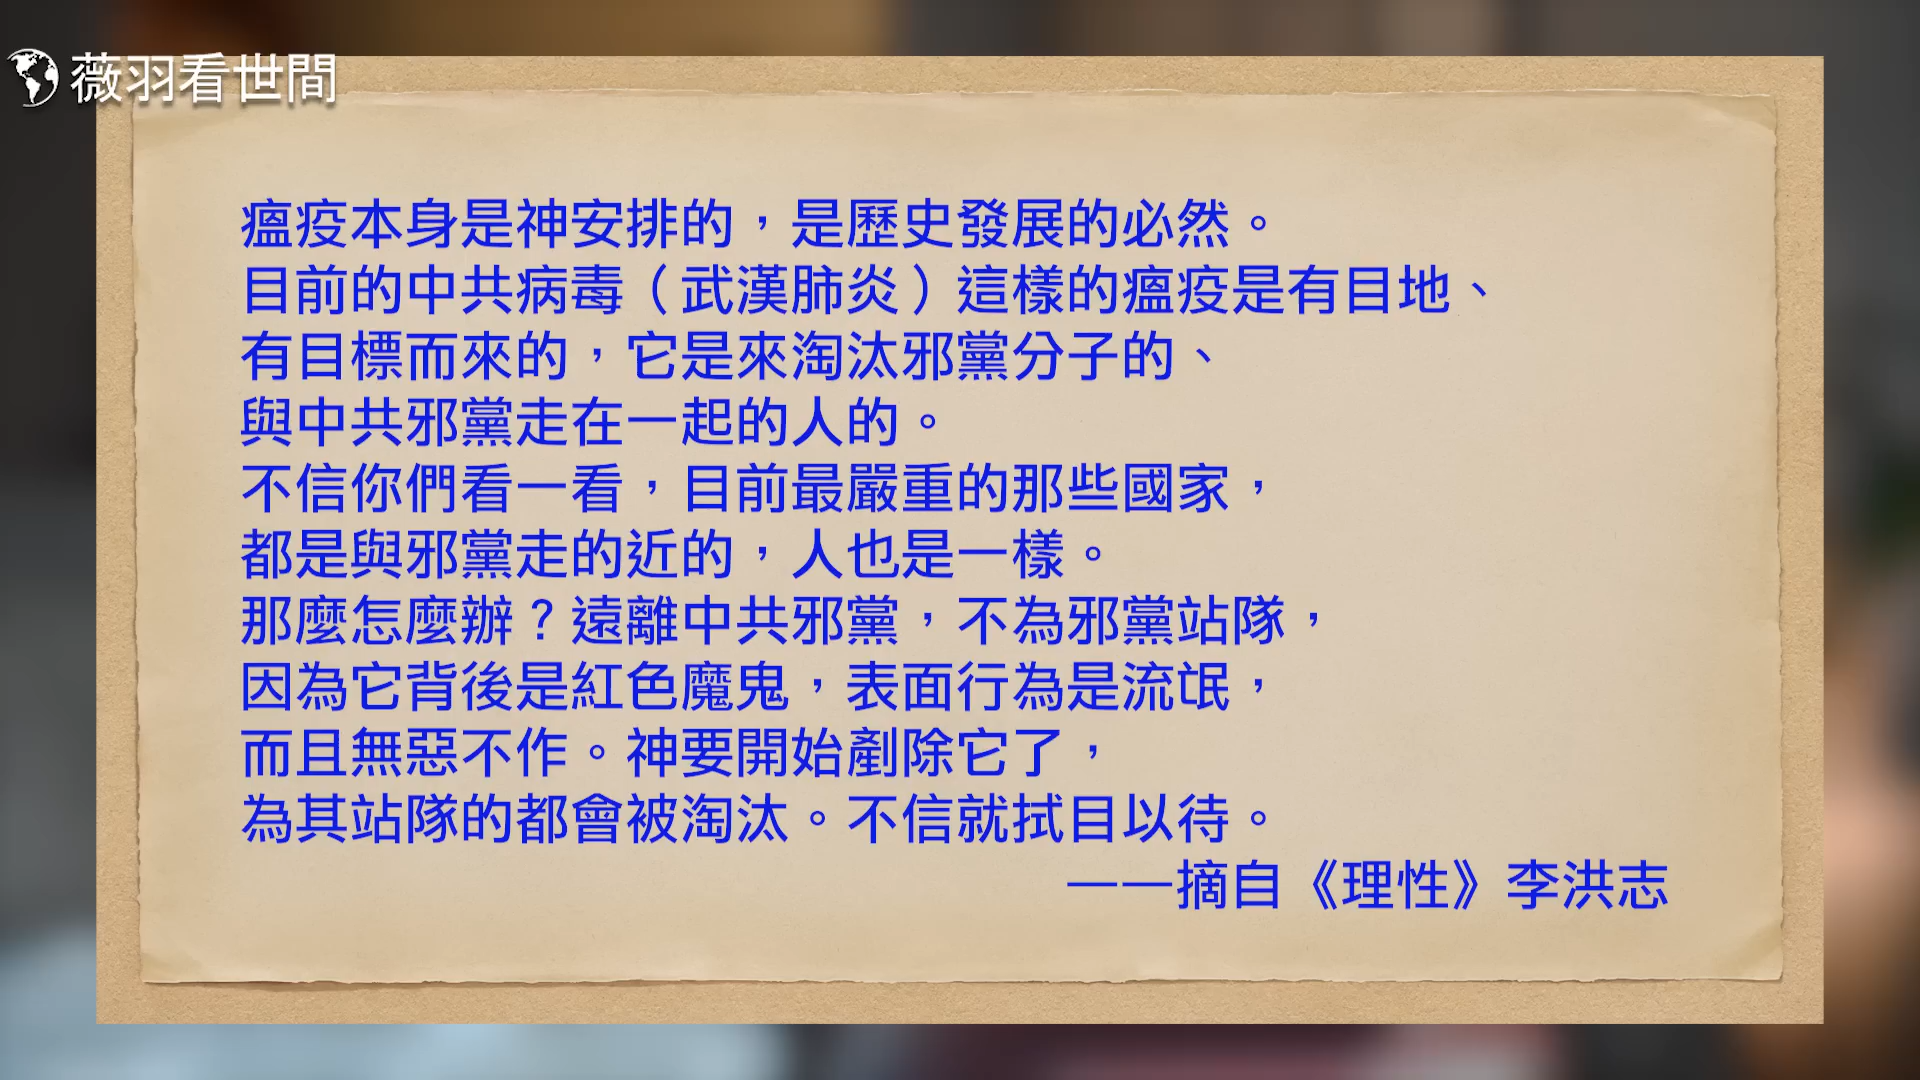 薇羽看世間
瘟疫本身是神安排的，是歷史發展的必然。
目前的中共病毒（武漢肺炎）這樣的瘟疫是有目地、
有目標而來的，它是來淘汰邪黨分子的、
與中共邪黨走在一起的人的。
不信你們看一看，目前最嚴重的那些國家，
都是與邪黨走的近的，人也是一樣。
那麼怎麼辦？遠離中共邪黨，不為邪黨站隊，
因為它背後是紅色魔鬼，表面行為是流氓，
而且無惡不作。神要開始剷除它了，
為其站隊的都會被淘汰。不信就拭目以待。
——摘自《理性》李洪志